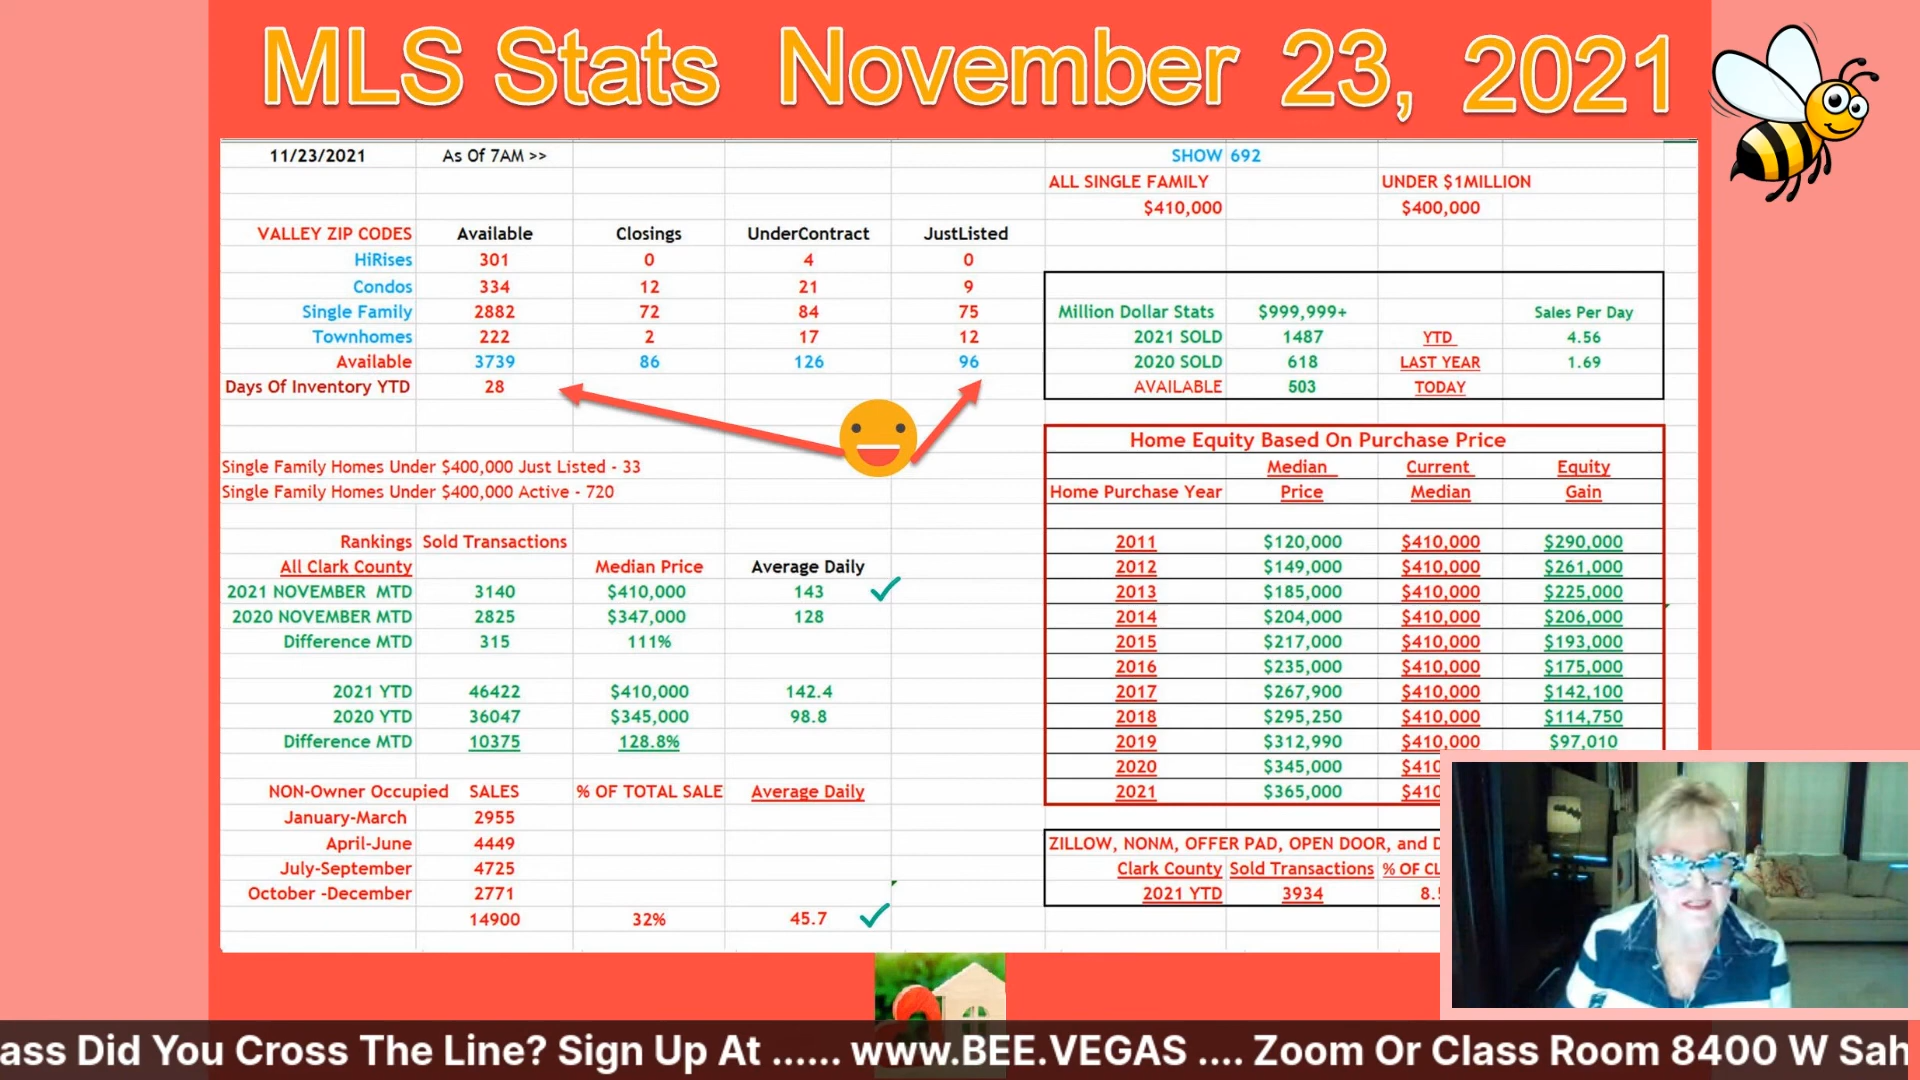 MLS Stats November 23, 2021
11/23/2021 As Of 7AM >> SHOW 692
ALL SINGLE FAMILY UNDER $1MILLION
$410,000 $400,000
VALLEY ZIP CODES Available Closings UnderContract JustListed
HiRises 301 0 4 0
Condos 334 12 21 9
Single Family 2882 72 84 75
Townhomes 222 2 17 12
Available 3739 86 126 96
Days Of Inventory YTD 28
Million Dollar Stats $999,999+ Sales Per Day
2021 SOLD 1487 YTD 4.56
2020 SOLD 618 LAST YEAR 1.69
AVAILABLE 503 TODAY
Single Family Homes Under $400,000 Just Listed - 33
Single Family Homes Under $400,000 Active - 720
Rankings Sold Transactions
All Clark County Median Price Average Daily
2021 NOVEMBER MTD 3140 $410,000 143
2020 NOVEMBER MTD 2825 $347,000 128
Difference MTD 315 111%
2021 YTD 46422 $410,000 142.4
2020 YTD 36047 $345,000 98.8
Difference MTD 10375 128.8%
NON-Owner Occupied SALES % OF TOTAL SALE Average Daily
January-March 2955
April-June 4449
July-September 4725
October -December 2771
14900 32% 45.7
Home Equity Based On Purchase Price
Median Current Equity
Home Purchase Year Price Median Gain
2011 $120,000 $410,000 $290,000
2012 $149,000 $410,000 $261,000
2013 $185,000 $410,000 $225,000
2014 $204,000 $410,000 $206,000
2015 $217,000 $410,000 $193,000
2016 $235,000 $410,000 $175,000
2017 $267,900 $410,000 $142,100
2018 $295,250 $410,000 $114,750
2019 $312,990 $410,000 $97,010
2020 $345,000 $410
2021 $365,000 $410
ZILLOW, NONM, OFFER PAD, OPEN DOOR, and D
Clark County Sold Transactions % OF CL
2021 YTD 3934 8.
ass Did You Cross The Line? Sign Up At ...... www.BEE.VEGAS .... Zoom Or Class Room 8400 W Sah